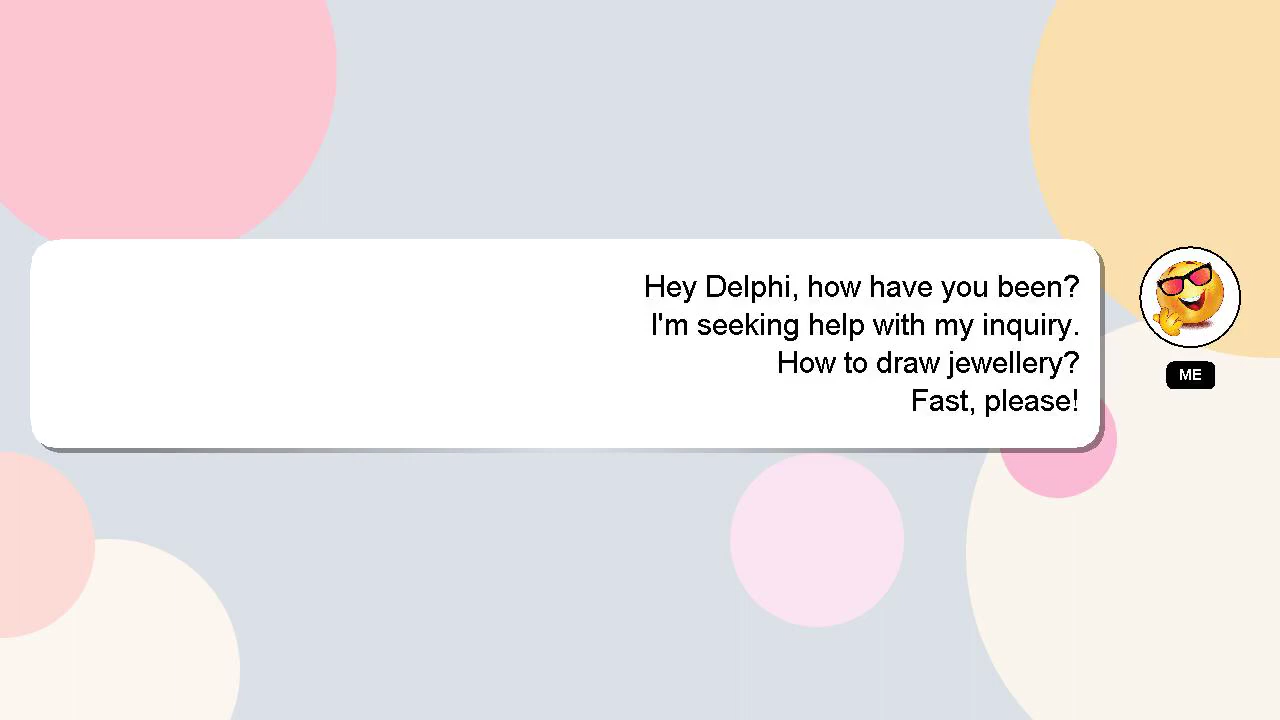 Hey Delphi, how have you been?
I'm seeking help with my inquiry.
How to draw jewellery?
Fast, please!
ME